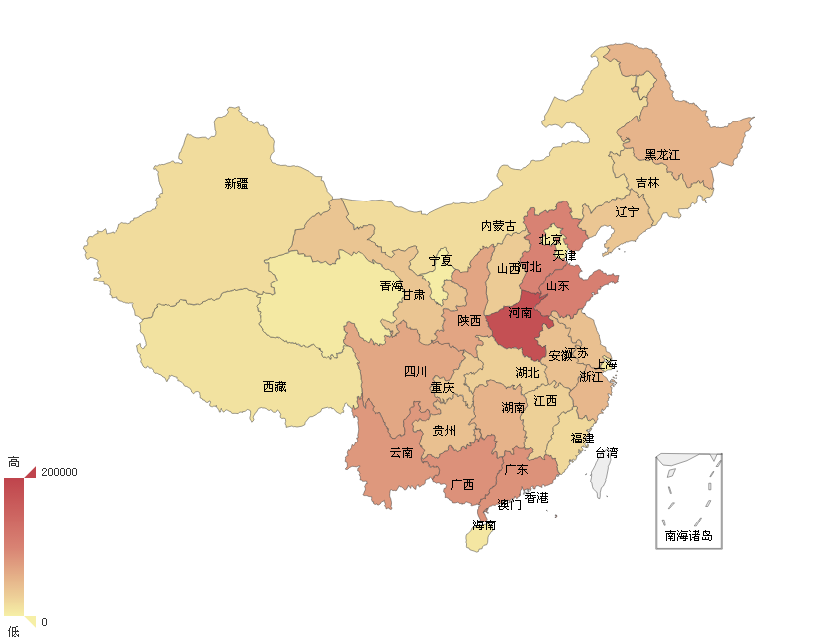 黑龙江
吉林
新疆
辽宁
内蒙古
北京
天津
宁夏
山西
河北
青海
甘肃
山东
河南
陕西
安徽
江苏
上海
四川
湖北
浙江
西藏
重庆
江西
湖南
贵州
福建
云南
台湾
高
广东
200000
广西
香港
澳门
海南
南海诸岛
0
低